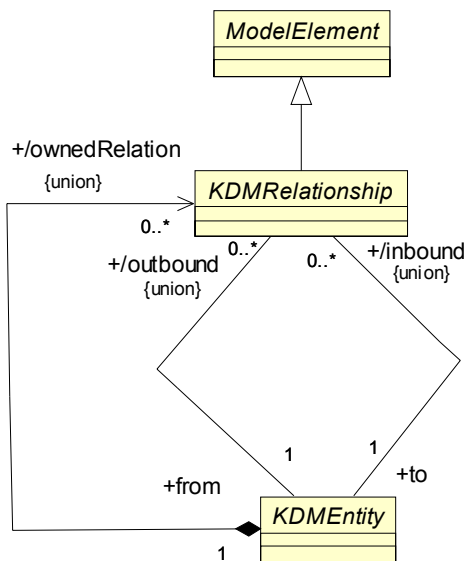 ModelElement
+/ownedRelation
{union}
KDMRelationship
0..*
0..*
0..*
+/outbound
{union}
+/inbound
{union}
1
1
+from
+to
KDMEntity
1